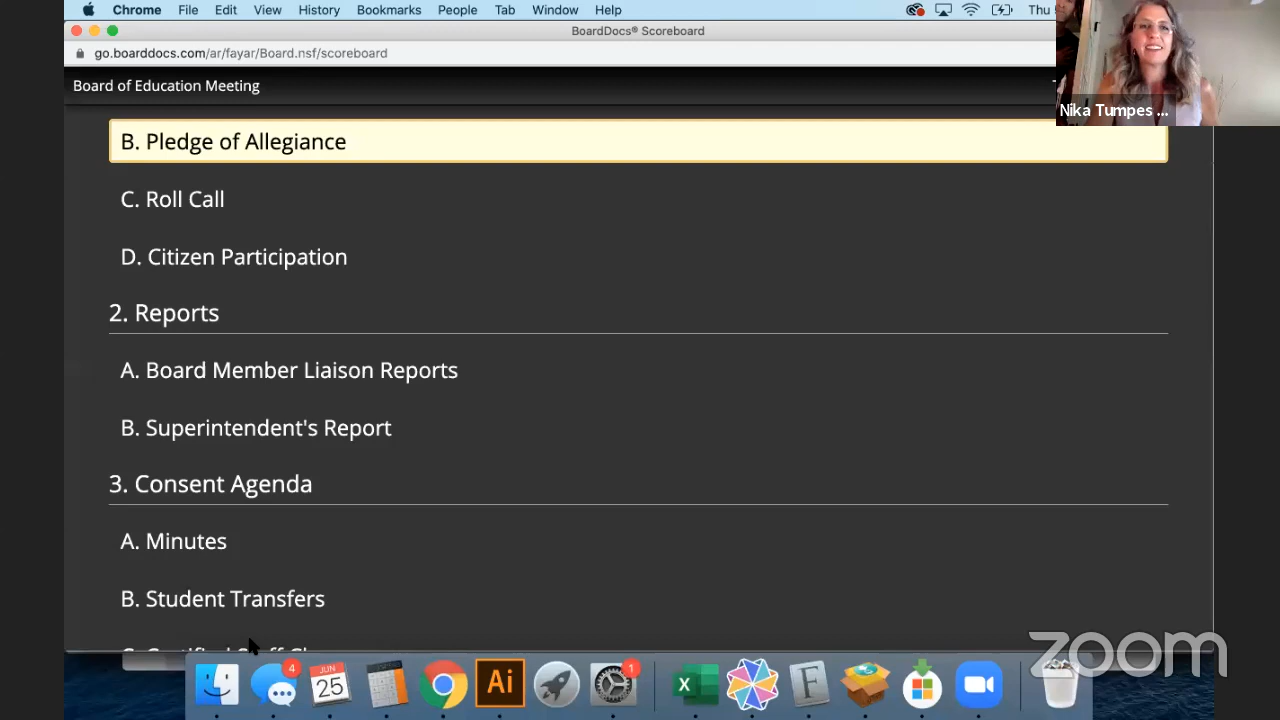 Chrome File Edit View History Bookmarks People Tab Window Help Thu
BoardDocs® Scoreboard
go.boarddocs.com/ar/fayar/Board.nsf/scoreboard
Board of Education Meeting
Nika Tumpes ...
B. Pledge of Allegiance
C. Roll Call
D. Citizen Participation
2. Reports
A. Board Member Liaison Reports
B. Superintendent's Report
3. Consent Agenda
A. Minutes
B. Student Transfers
zoom
4
JUN
25
Ai
1
X
F